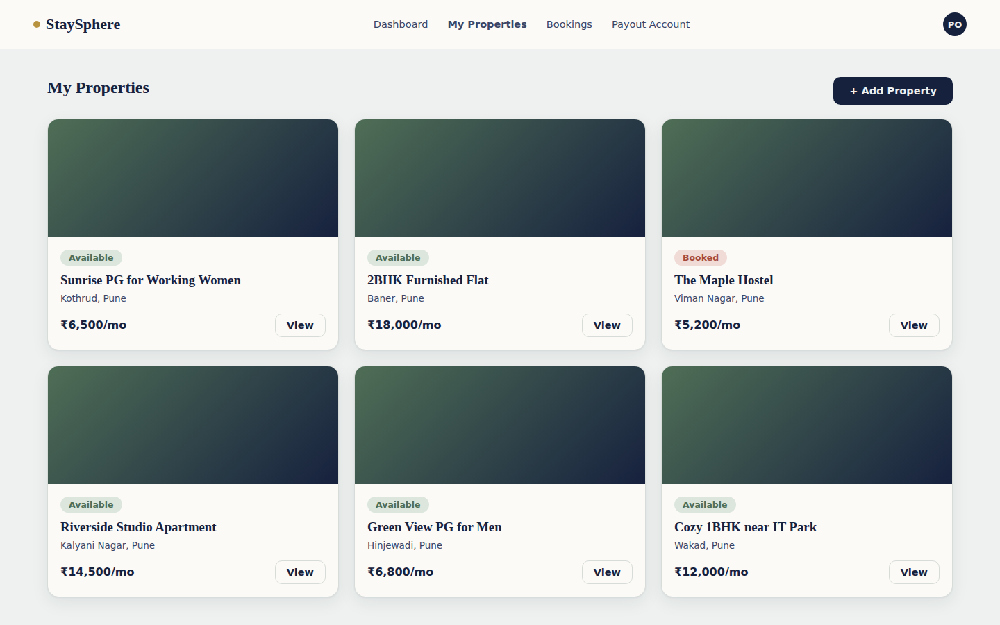 StaySphere
Dashboard My Properties Bookings Payout Account
PO
My Properties
+ Add Property
Available
Sunrise PG for Working Women
Kothrud, Pune
₹6,500/mo View
Available
2BHK Furnished Flat
Baner, Pune
₹18,000/mo View
Booked
The Maple Hostel
Viman Nagar, Pune
₹5,200/mo View
Available
Riverside Studio Apartment
Kalyani Nagar, Pune
₹14,500/mo View
Available
Green View PG for Men
Hinjewadi, Pune
₹6,800/mo View
Available
Cozy 1BHK near IT Park
Wakad, Pune
₹12,000/mo View